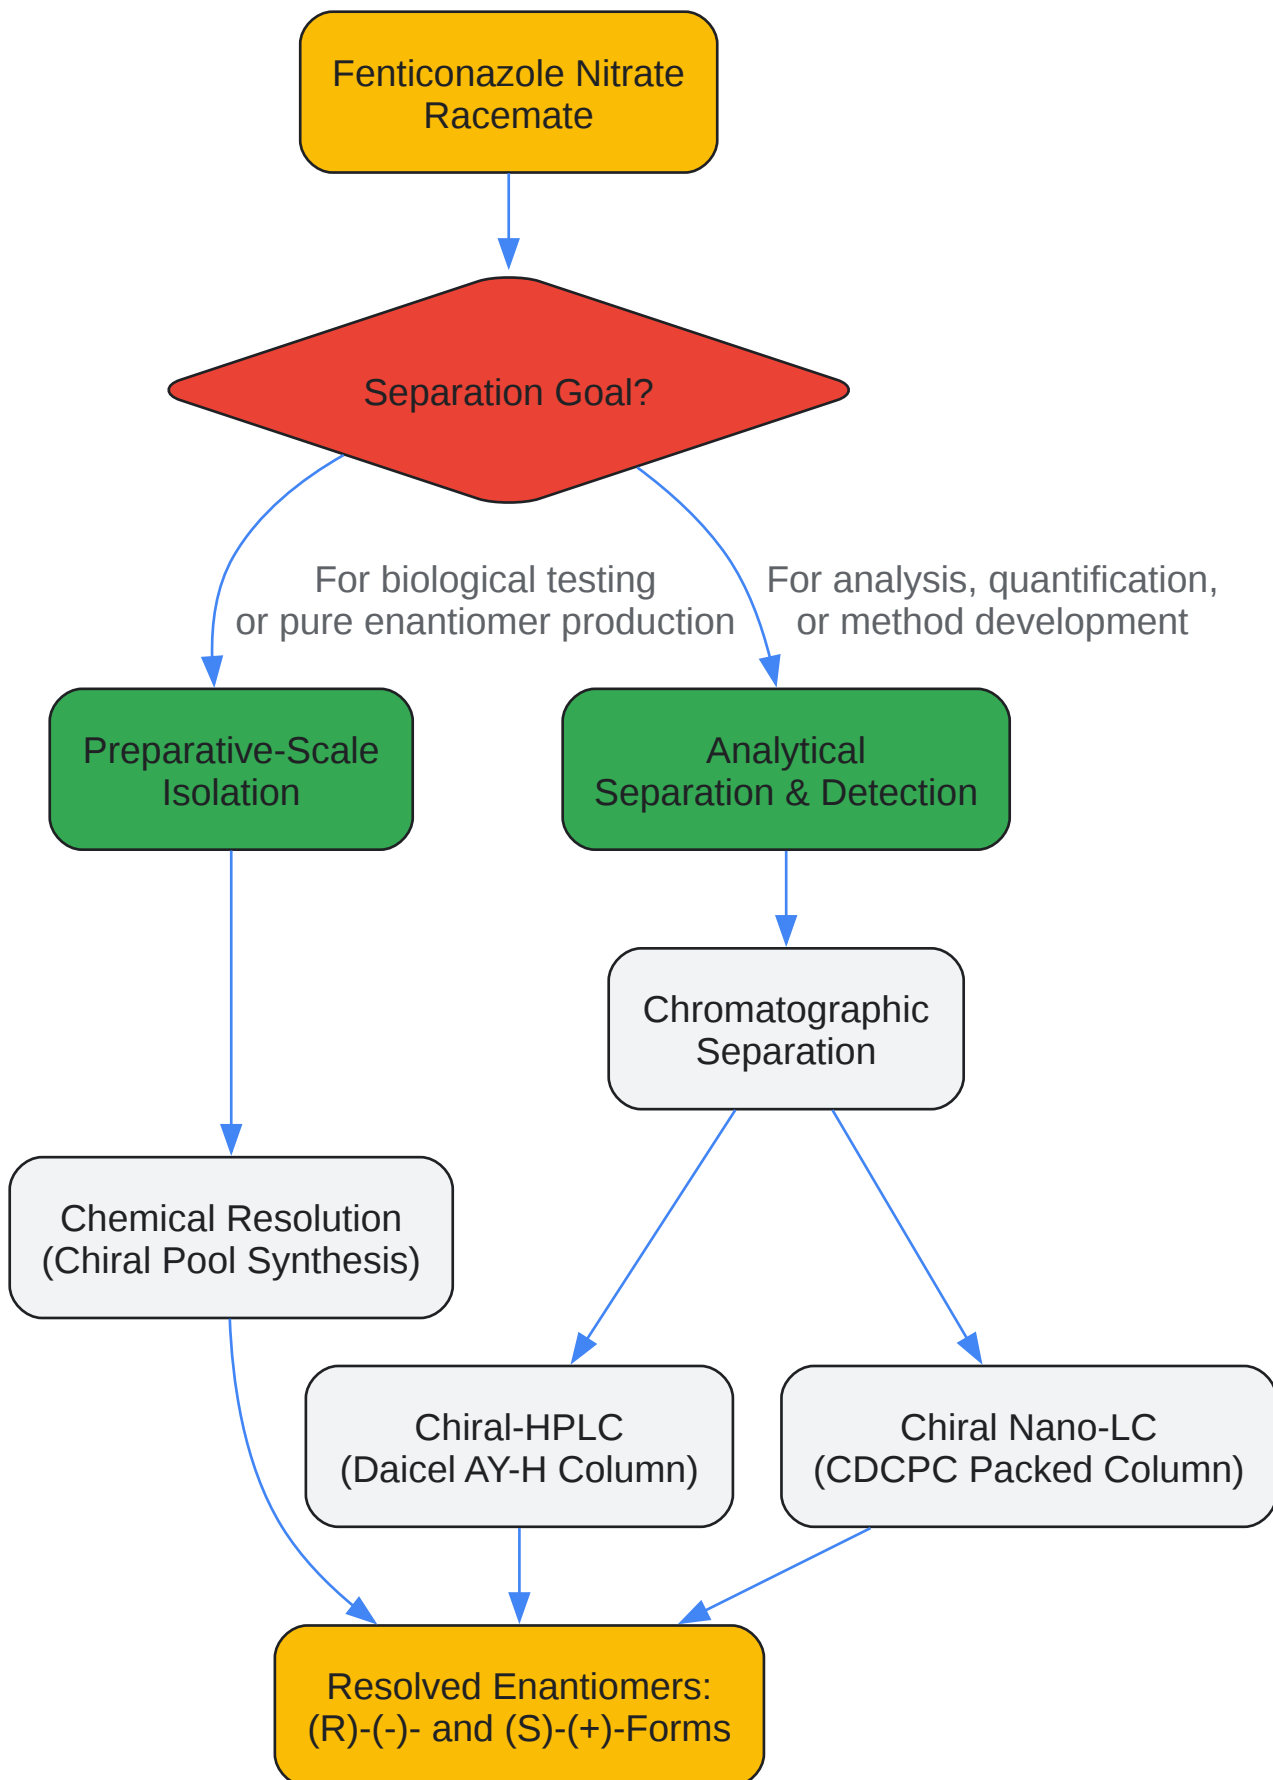 Fenticonazole Nitrate
Racemate
Separation Goal?
For biological testing
or pure enantiomer production
For analysis, quantification,
or method development
Preparative-Scale
Isolation
Analytical
Separation & Detection
Chromatographic
Separation
Chemical Resolution
(Chiral Pool Synthesis)
Chiral-HPLC
(Daicel AY-H Column)
Chiral Nano-LC
(CDCPC Packed Column)
Resolved Enantiomers:
(R)-(-)- and (S)-(+)-Forms